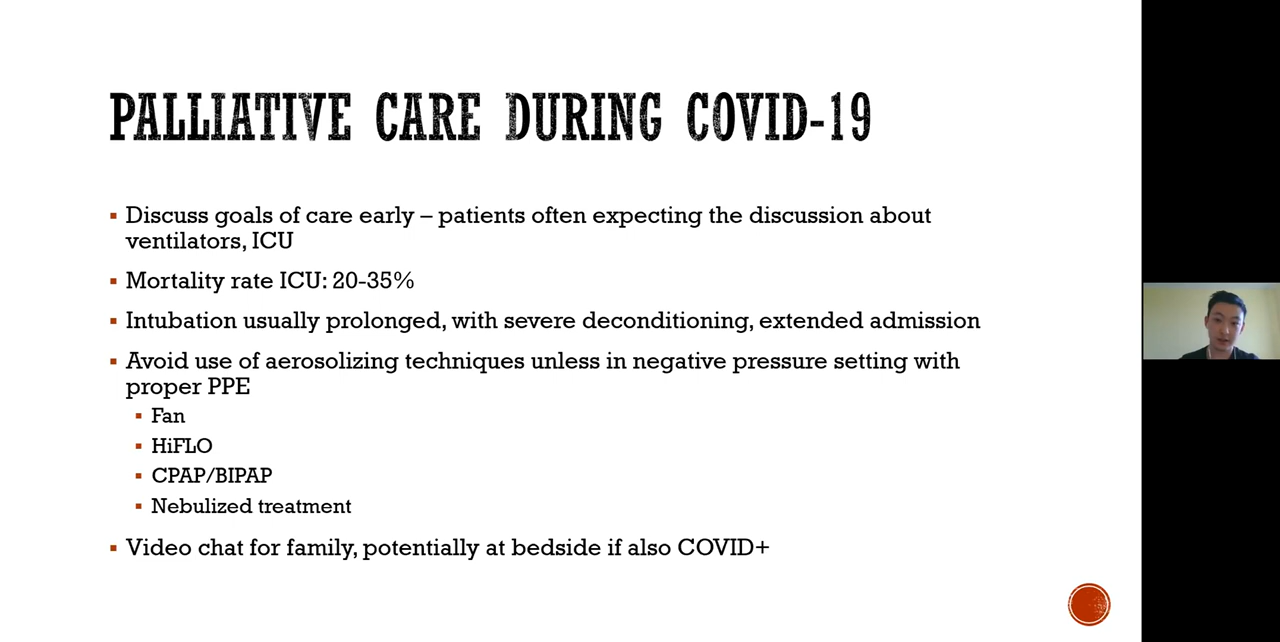 PALLIATIVE CARE DURING COVID-19
▪ Discuss goals of care early – patients often expecting the discussion about
ventilators, ICU
▪ Mortality rate ICU: 20-35%
▪ Intubation usually prolonged, with severe deconditioning, extended admission
▪ Avoid use of aerosolizing techniques unless in negative pressure setting with
proper PPE
▪ Fan
▪ HiFLO
▪ CPAP/BIPAP
▪ Nebulized treatment
▪ Video chat for family, potentially at bedside if also COVID+